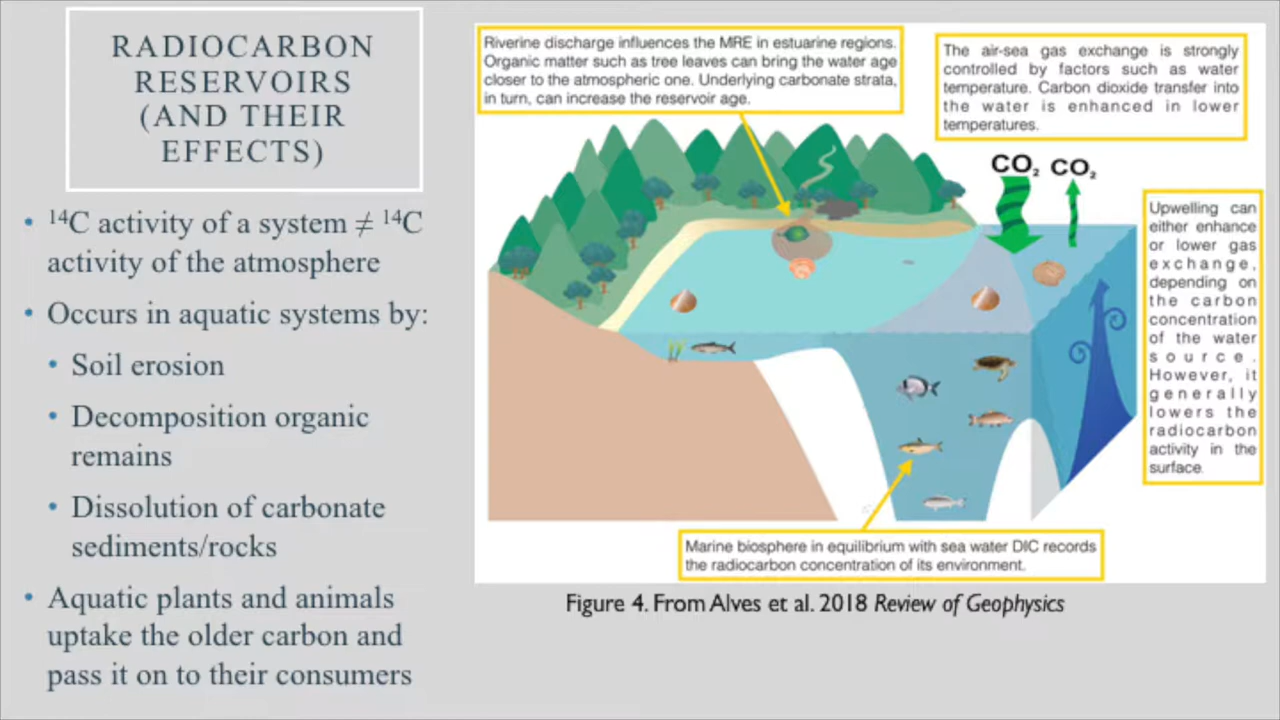 RADIOCARBON
RESERVOIRS
(AND THEIR
EFFECTS)
• ¹⁴C activity of a system ≠ ¹⁴C
activity of the atmosphere
• Occurs in aquatic systems by:
• Soil erosion
• Decomposition organic
remains
• Dissolution of carbonate
sediments/rocks
• Aquatic plants and animals
uptake the older carbon and
pass it on to their consumers
Riverine discharge influences the MRE in estuarine regions.
Organic matter such as tree leaves can bring the water age
closer to the atmospheric one. Underlying carbonate strata,
in turn, can increase the reservoir age.
The air-sea gas exchange is strongly
controlled by factors such as water
temperature. Carbon dioxide transfer into
the water is enhanced in lower
temperatures.
CO₂ CO₂
Upwelling can
either enhance
or lower gas
exchange,
depending on
the carbon
concentration
of the water
source.
However, it
generally
lowers the
radiocarbon
activity in the
surface.
Marine biosphere in equilibrium with sea water DIC records
the radiocarbon concentration of its environment.
Figure 4. From Alves et al. 2018 Review of Geophysics